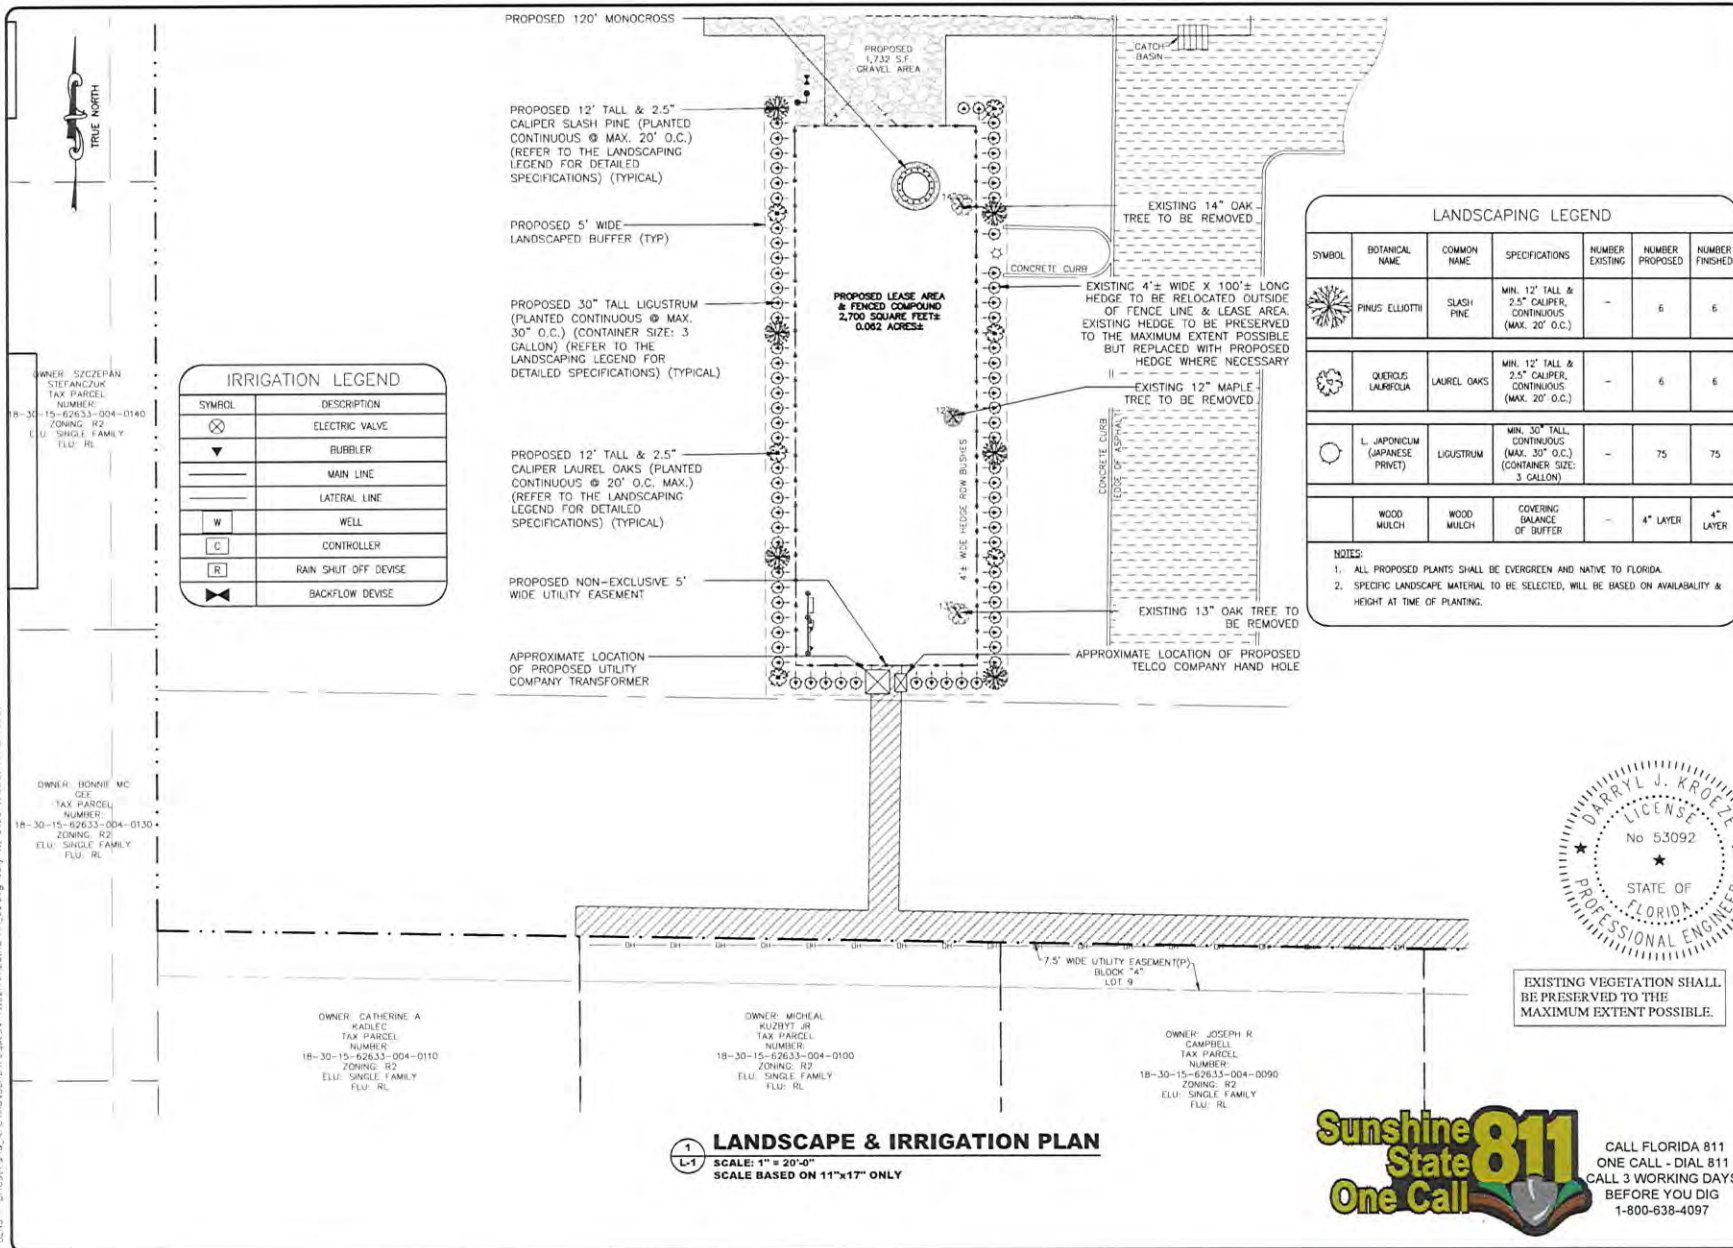 PROPOSED 120' MONOCROSS
PROPOSED
1,732 S.F.
GRAVEL AREA
CATCH
BASIN
TRUE NORTH
PROPOSED 12' TALL & 2.5"
CALIPER SLASH PINE (PLANTED
CONTINUOUS @ MAX. 20' O.C.)
(REFER TO THE LANDSCAPING
LEGEND FOR DETAILED
SPECIFICATIONS) (TYPICAL)
PROPOSED 5' WIDE
LANDSCAPED BUFFER (TYP)
PROPOSED 30" TALL LIGUSTRUM
(PLANTED CONTINUOUS @ MAX.
30" O.C.) (CONTAINER SIZE: 3
GALLON) (REFER TO THE
LANDSCAPING LEGEND FOR
DETAILED SPECIFICATIONS) (TYPICAL)
PROPOSED 12' TALL & 2.5"
CALIPER LAUREL OAKS (PLANTED
CONTINUOUS @ 20' O.C. MAX.)
(REFER TO THE LANDSCAPING
LEGEND FOR DETAILED
SPECIFICATIONS) (TYPICAL)
PROPOSED NON-EXCLUSIVE 5'
WIDE UTILITY EASEMENT
APPROXIMATE LOCATION
OF PROPOSED UTILITY
COMPANY TRANSFORMER
PROPOSED LEASE AREA
& FENCED COMPOUND
2,700 SQUARE FEET±
0.062 ACRES±
14"
12"
13"
4'± WIDE HEDGE ROW BUSHES
EXISTING 14" OAK
TREE TO BE REMOVED
CONCRETE CURB
EXISTING 4'± WIDE X 100'± LONG
HEDGE TO BE RELOCATED OUTSIDE
OF FENCE LINE & LEASE AREA.
EXISTING HEDGE TO BE PRESERVED
TO THE MAXIMUM EXTENT POSSIBLE
BUT REPLACED WITH PROPOSED
HEDGE WHERE NECESSARY
EXISTING 12" MAPLE
TREE TO BE REMOVED
CONCRETE CURB
EDGE OF ASPHALT
EXISTING 13" OAK TREE TO
BE REMOVED
APPROXIMATE LOCATION OF PROPOSED
TELCO COMPANY HAND HOLE
LANDSCAPING LEGEND
SYMBOL BOTANICAL NAME COMMON NAME SPECIFICATIONS NUMBER EXISTING NUMBER PROPOSED NUMBER FINISHED
PINUS ELLIOTTII SLASH PINE MIN. 12' TALL & 2.5" CALIPER, CONTINUOUS (MAX. 20' O.C.) - 6 6
QUERCUS LAURIFOLIA LAUREL OAKS MIN. 12' TALL & 2.5" CALIPER, CONTINUOUS (MAX. 20' O.C.) - 6 6
L. JAPONICUM (JAPANESE PRIVET) LIGUSTRUM MIN. 30" TALL, CONTINUOUS (MAX. 30" O.C.) (CONTAINER SIZE: 3 GALLON) - 75 75
WOOD MULCH WOOD MULCH COVERING BALANCE OF BUFFER - 4" LAYER 4" LAYER
NOTES:
1. ALL PROPOSED PLANTS SHALL BE EVERGREEN AND NATIVE TO FLORIDA.
2. SPECIFIC LANDSCAPE MATERIAL TO BE SELECTED, WILL BE BASED ON AVAILABALITY &
HEIGHT AT TIME OF PLANTING.
IRRIGATION LEGEND
SYMBOL DESCRIPTION
ELECTRIC VALVE
BUBBLER
MAIN LINE
LATERAL LINE
W WELL
C CONTROLLER
R RAIN SHUT OFF DEVISE
BACKFLOW DEVISE
OWNER: SZCZEPAN
STEFANCZUK
TAX PARCEL
NUMBER:
18-30-15-62633-004-0140
ZONING: R2
ELU: SINGLE FAMILY
FLU: RL
OWNER: BONNIE MC
GEE
TAX PARCEL
NUMBER:
18-30-15-62633-004-0130
ZONING: R2
ELU: SINGLE FAMILY
FLU: RL
DARRYL J. KROEZE
LICENSE
No 53092
STATE OF
FLORIDA
PROFESSIONAL ENGINEER
EXISTING VEGETATION SHALL
BE PRESERVED TO THE
MAXIMUM EXTENT POSSIBLE.
OH OH OH OH OH OH OH OH OH OH OH OH OH OH OH OH OH OH
7.5' WIDE UTILITY EASEMENT(P)
BLOCK "4"
LOT 9
OWNER: CATHERINE A
KADLEC
TAX PARCEL
NUMBER:
18-30-15-62633-004-0110
ZONING: R2
ELU: SINGLE FAMILY
FLU: RL
OWNER: MICHEAL
KUZBYT JR
TAX PARCEL
NUMBER:
18-30-15-62633-004-0100
ZONING: R2
ELU: SINGLE FAMILY
FLU: RL
OWNER: JOSEPH R
CAMPBELL
TAX PARCEL
NUMBER:
18-30-15-62633-004-0090
ZONING: R2
ELU: SINGLE FAMILY
FLU: RL
1
L-1
LANDSCAPE & IRRIGATION PLAN
SCALE: 1" = 20'-0"
SCALE BASED ON 11"x17" ONLY
Sunshine 811
State
One Call
CALL FLORIDA 811
ONE CALL - DIAL 811
CALL 3 WORKING DAYS
BEFORE YOU DIG
1-800-638-4097